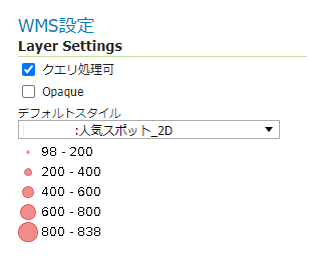 WMS設定
Layer Settings
クエリ処理可
Opaque
デフォルトスタイル
:人気スポット_2D
98 - 200
200 - 400
400 - 600
600 - 800
800 - 838